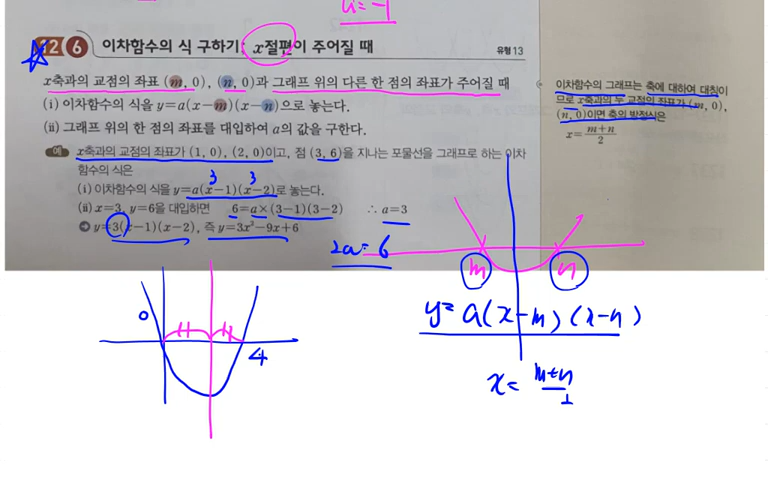 a=-1
6 이차함수의 식 구하기; x절편이 주어질 때
유형 13
x축과의 교점의 좌표 (m, 0), (n, 0)과 그래프 위의 다른 한 점의 좌표가 주어질 때
(ⅰ) 이차함수의 식을 y=a(x-m)(x-n)으로 놓는다.
(ⅱ) 그래프 위의 한 점의 좌표를 대입하여 a의 값을 구한다.
이차함수의 그래프는 축에 대하여 대칭이
므로 x축과의 두 교점의 좌표가 (m, 0),
(n, 0)이면 축의 방정식은
x=m+n/2
예 x축과의 교점의 좌표가 (1, 0), (2, 0)이고, 점 (3, 6)을 지나는 포물선을 그래프로 하는 이차
함수의 식은
3 3
(ⅰ) 이차함수의 식을 y=a(x-1)(x-2)로 놓는다.
(ⅱ) x=3, y=6을 대입하면 6=a×(3-1)(3-2) ∴ a=3
y=3(x-1)(x-2), 즉 y=3x²-9x+6
2a=6
m n
y=a(x-m)(x-n)
0 4
x=m+n/2